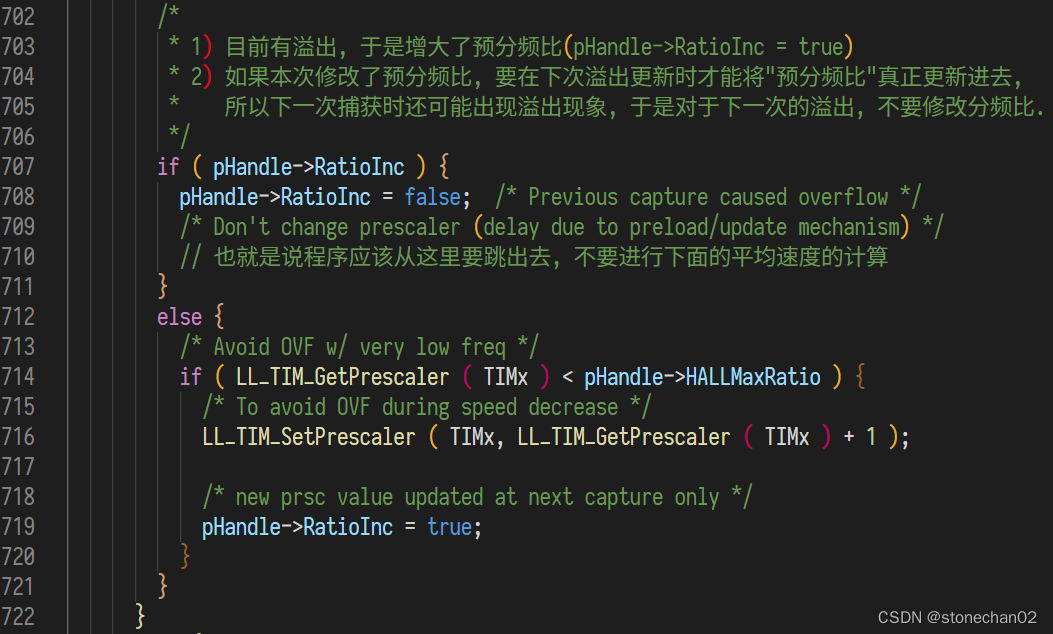 702 /*
703 * 1) 目前有溢出，于是增大了预分频比(pHandle->RatioInc = true)
704 * 2) 如果本次修改了预分频比，要在下次溢出更新时才能将"预分频比"真正更新进去，
705 * 所以下一次捕获时还可能出现溢出现象，于是对于下一次的溢出，不要修改分频比.
706 */
707 if ( pHandle->RatioInc ) {
708 pHandle->RatioInc = false; /* Previous capture caused overflow */
709 /* Don't change prescaler (delay due to preload/update mechanism) */
710 // 也就是说程序应该从这里要跳出去，不要进行下面的平均速度的计算
711 }
712 else {
713 /* Avoid OVF w/ very low freq */
714 if ( LL_TIM_GetPrescaler ( TIMx ) < pHandle->HALLMaxRatio ) {
715 /* To avoid OVF during speed decrease */
716 LL_TIM_SetPrescaler ( TIMx, LL_TIM_GetPrescaler ( TIMx ) + 1 );
717
718 /* new prsc value updated at next capture only */
719 pHandle->RatioInc = true;
720 }
721 }
722 }
CSDN @stonechan02